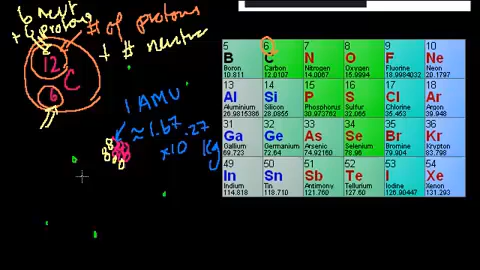 6 neut
+ 6 protons
# of protons
+ # neutro
12
C
6
1 AMU
≈ 1.67
×10
-27
Kg
5 6 7 8 9 10
B C N O F Ne
Boron Carbon Nitrogen Oxygen Fluorine Neon
10.811 12.0107 14.0067 15.9994 18.9984032 20.1797
13 14 15 16 17 18
Al Si P S Cl Ar
Aluminium Silicon Phosphorus Sulfur Chlorine Argon
26.9815386 28.0855 30.973762 32.065 35.453 39.948
31 32 33 34 35 36
Ga Ge As Se Br Kr
Gallium Germanium Arsenic Selenium Bromine Krypton
69.723 72.64 74.92160 78.96 79.904 83.798
49 50 51 52 53 54
In Sn Sb Te I Xe
Indium Tin Antimony Tellurium Iodine Xenon
114.818 118.710 121.760 127.60 126.90447 131.293